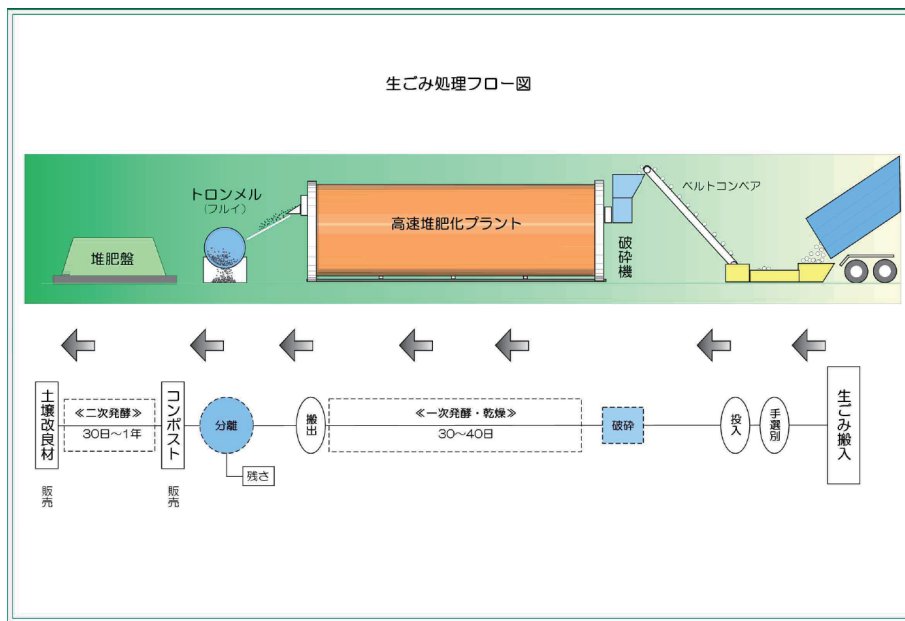 生ごみ処理フロー図
トロンメル
(フルイ)
ベルトコンベア
高速堆肥化プラント
破砕機
堆肥盤
土壌改良材
≪二次発酵≫
30日～1年
コンポスト
分離
搬出
≪一次発酵・乾燥≫
30～40日
破砕
投入
手選別
生ごみ搬入
残さ
販売
販売